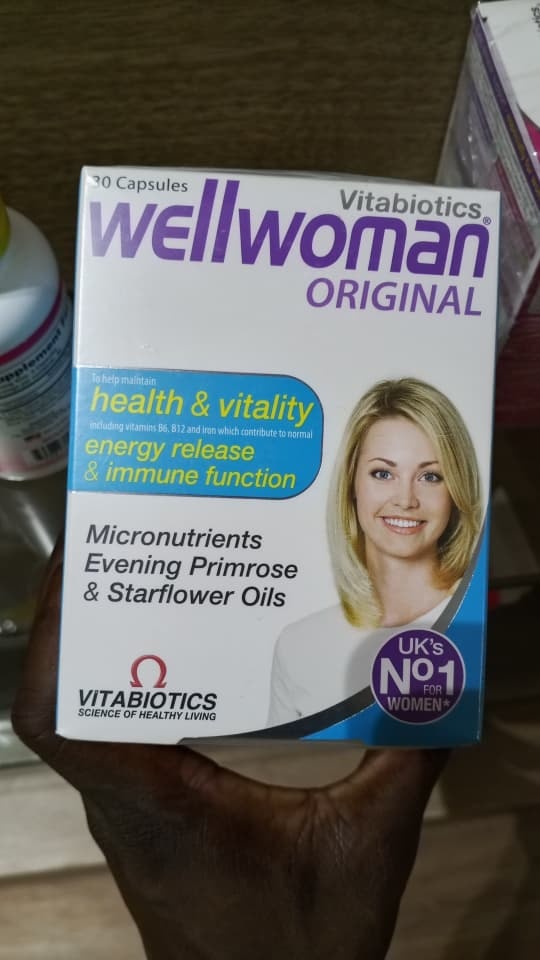 30 Capsules
Vitabiotics®
wellwoman
ORIGINAL
To help maintain
health & vitality
including vitamins B6, B12 and iron which contribute to normal
energy release
& immune function
Micronutrients
Evening Primrose
& Starflower Oils
UK's
No1
FOR
WOMEN*
VITABIOTICS
SCIENCE OF HEALTHY LIVING